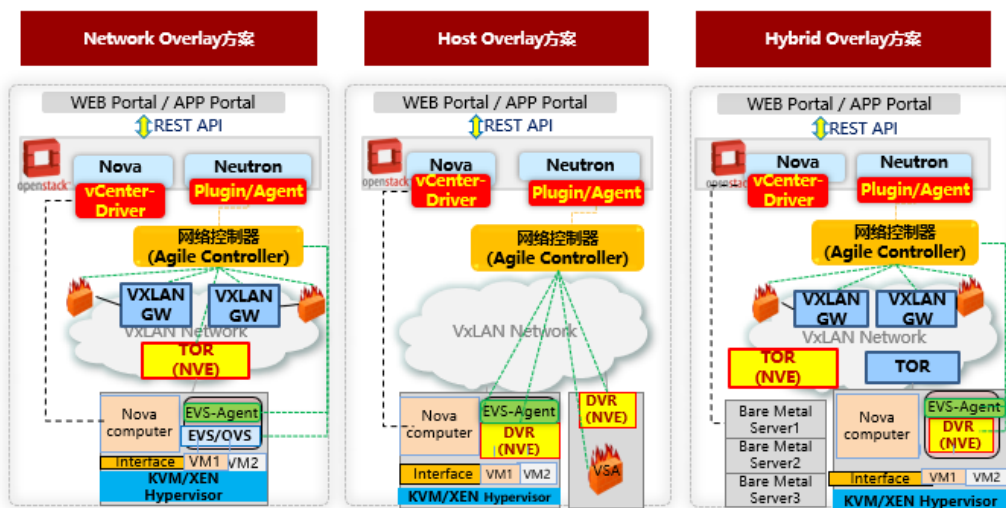 Network Overlay方案
WEB Portal / APP Portal
REST API
openstack
Nova
vCenter-
Driver
Neutron
Plugin/Agent
网络控制器
(Agile Controller)
VXLAN
GW
VXLAN
GW
VxLAN Network
TOR
(NVE)
Nova
computer
EVS-Agent
EVS/OVS
Interface
VM1
VM2
KVM/XEN
Hypervisor
Host Overlay方案
WEB Portal / APP Portal
REST API
openstack
Nova
vCenter-
Driver
Neutron
Plugin/Agent
网络控制器
(Agile Controller)
VxLAN Network
Nova
computer
EVS-Agent
DVR
(NVE)
Interface
VM1
VM2
KVM/XEN Hypervisor
DVR
(NVE)
VSA
Hybrid Overlay方案
WEB Portal / APP Portal
REST API
openstack
Nova
vCenter-
Driver
Neutron
Plugin/Agent
网络控制器
(Agile Controller)
VXLAN
GW
VXLAN
GW
VxLAN Network
TOR
(NVE)
TOR
Bare Metal
Server1
Bare Metal
Server2
Bare Metal
Server3
Nova
computer
EVS-Agent
DVR
(NVE)
Interface
VM1
VM2
KVM/XEN Hypervisor